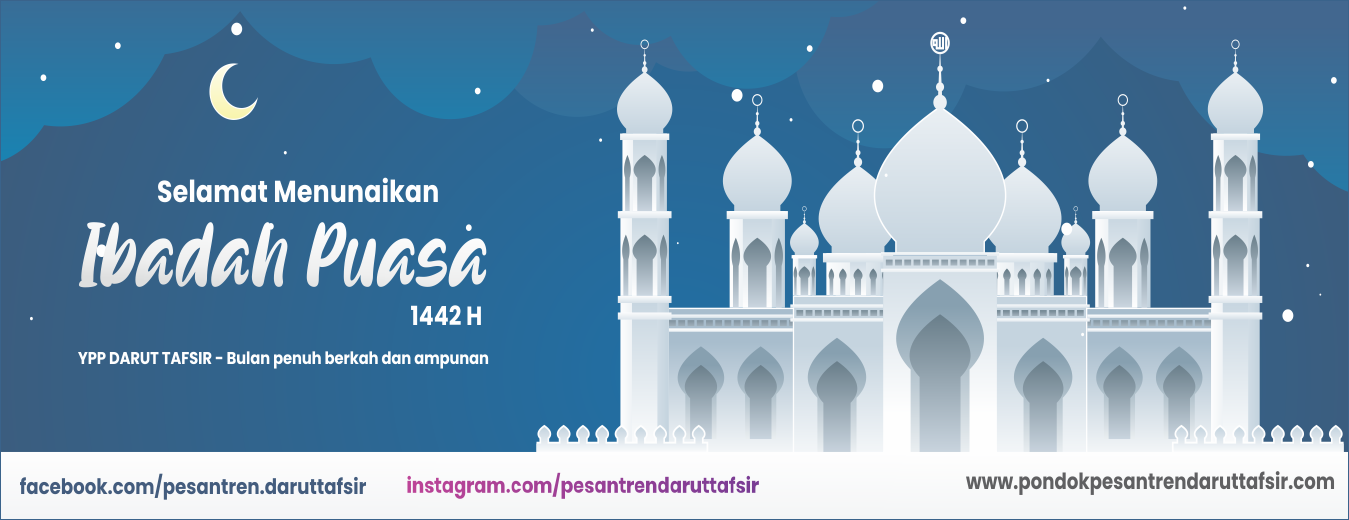 Selamat Menunaikan
Ibadah Puasa
1442 H
YPP DARUT TAFSIR - Bulan penuh berkah dan ampunan
الله
facebook.com/pesantren.daruttafsir
instagram.com/pesantrendaruttafsir
www.pondokpesantrendaruttafsir.com